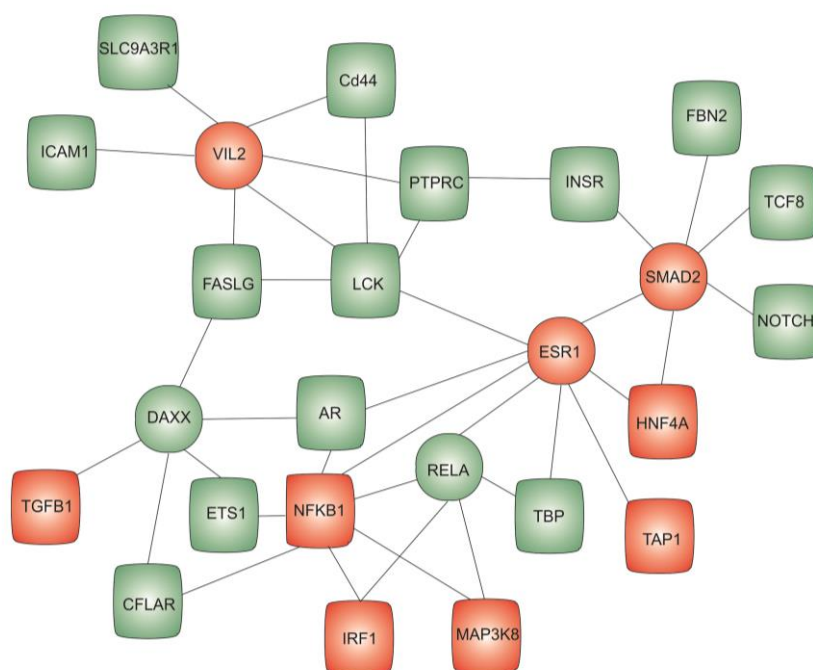 SLC9A3R1
Cd44
FBN2
ICAM1
VIL2
PTPRC
INSR
TCF8
FASLG
LCK
SMAD2
NOTCH
ESR1
DAXX
AR
HNF4A
RELA
TGFB1
ETS1
NFKB1
TBP
TAP1
CFLAR
IRF1
MAP3K8